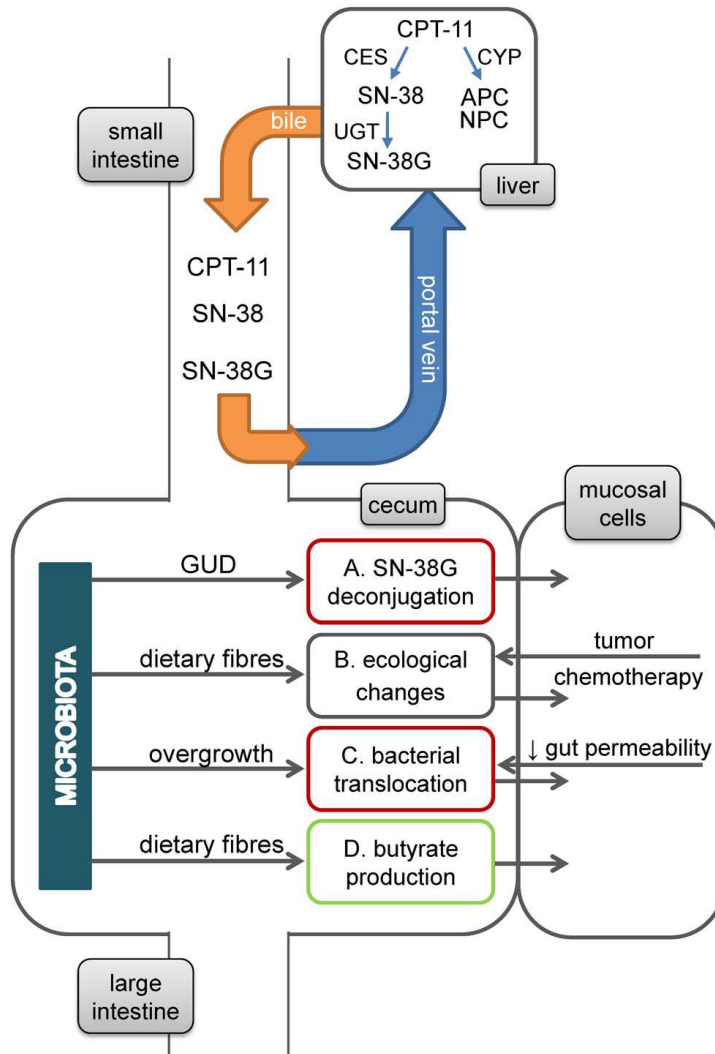 CPT-11
CES
CYP
SN-38
APC
NPC
UGT
SN-38G
liver
bile
small
intestine
CPT-11
SN-38
SN-38G
portal vein
cecum
mucosal
cells
MICROBIOTA
GUD
A. SN-38G
deconjugation
dietary fibres
B. ecological
changes
tumor
chemotherapy
overgrowth
C. bacterial
translocation
↓ gut permeability
dietary fibres
D. butyrate
production
large
intestine